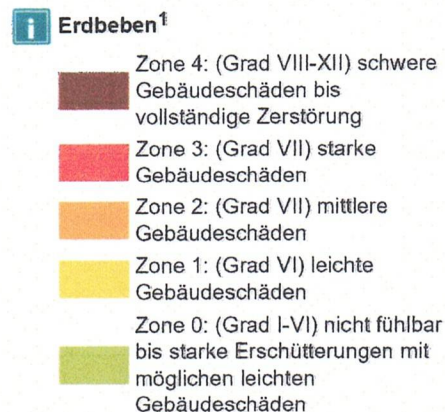 i Erdbeben¹
Zone 4: (Grad VIII-XII) schwere
Gebäudeschäden bis
vollständige Zerstörung
Zone 3: (Grad VII) starke
Gebäudeschäden
Zone 2: (Grad VII) mittlere
Gebäudeschäden
Zone 1: (Grad VI) leichte
Gebäudeschäden
Zone 0: (Grad I-VI) nicht fühlbar
bis starke Erschütterungen mit
möglichen leichten
Gebäudeschäden